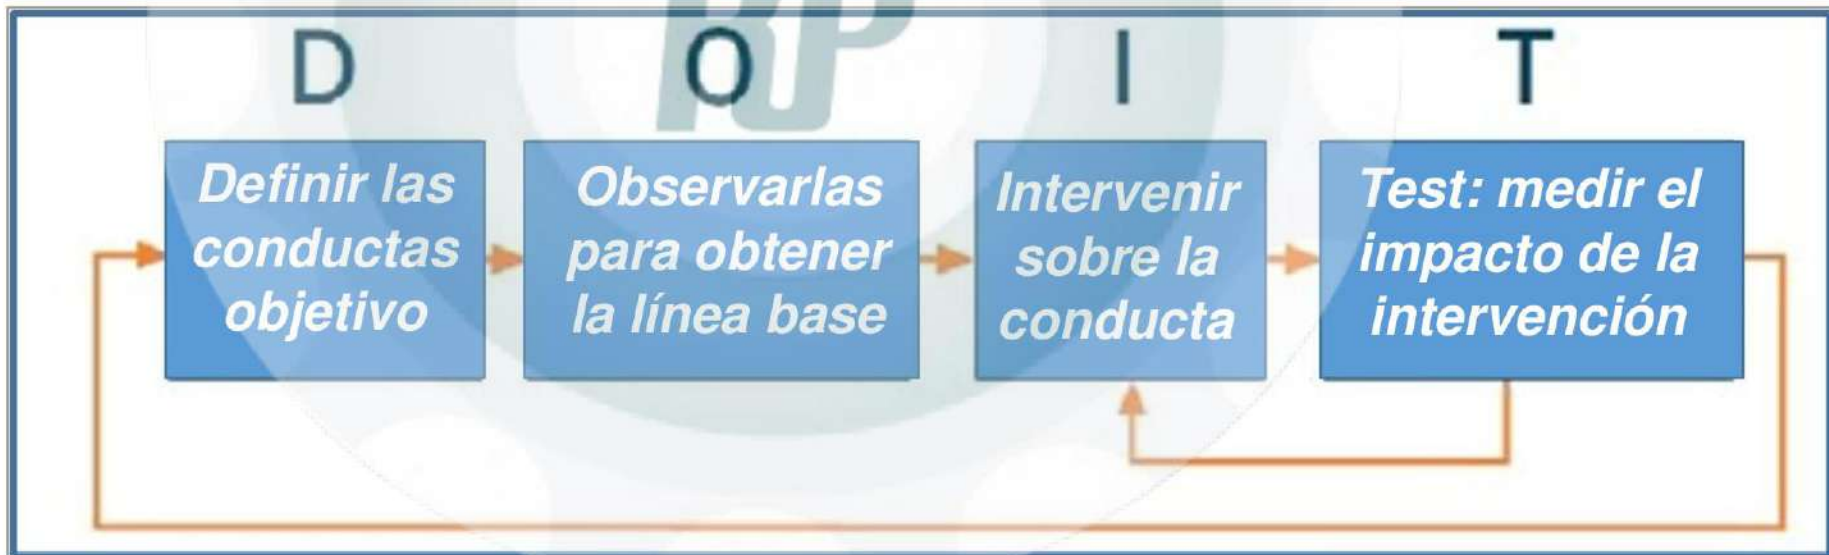 D O I T
Definir las
conductas
objetivo
Observarlas
para obtener
la línea base
Intervenir
sobre la
conducta
Test: medir el
impacto de la
intervención